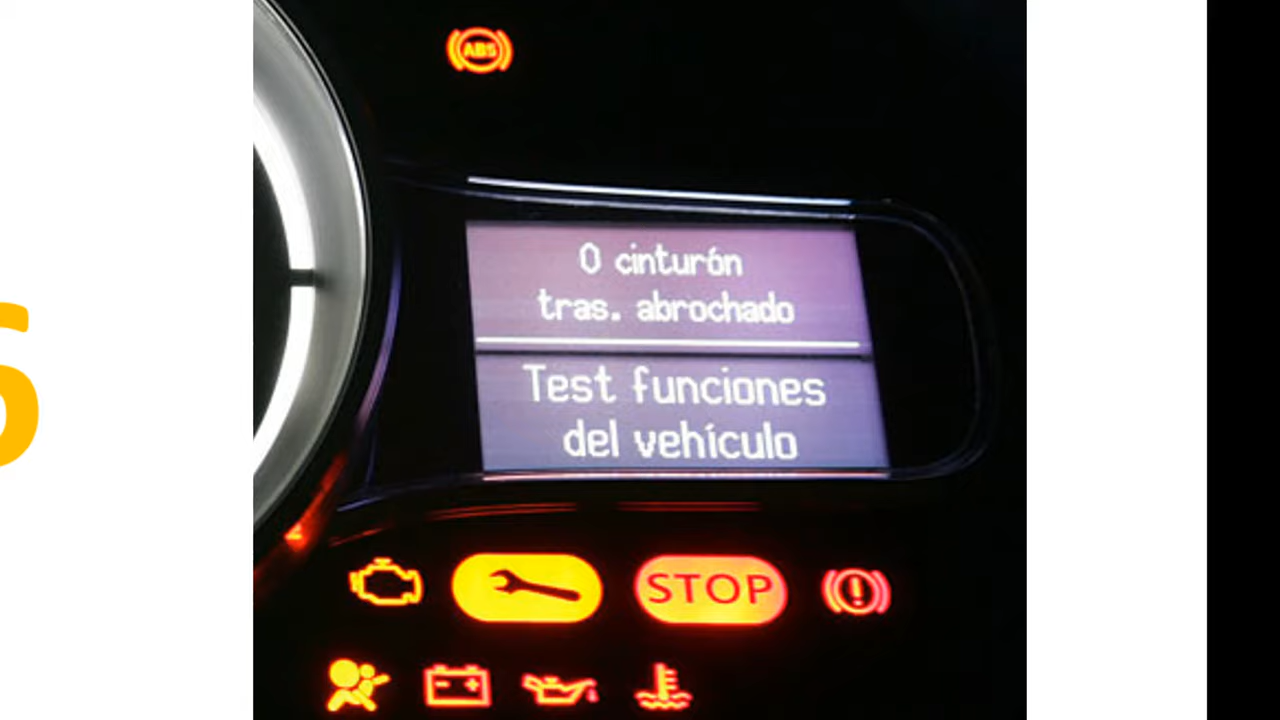 ABS
0 cinturón
tras. abrochado
Test funciones
del vehículo
STOP